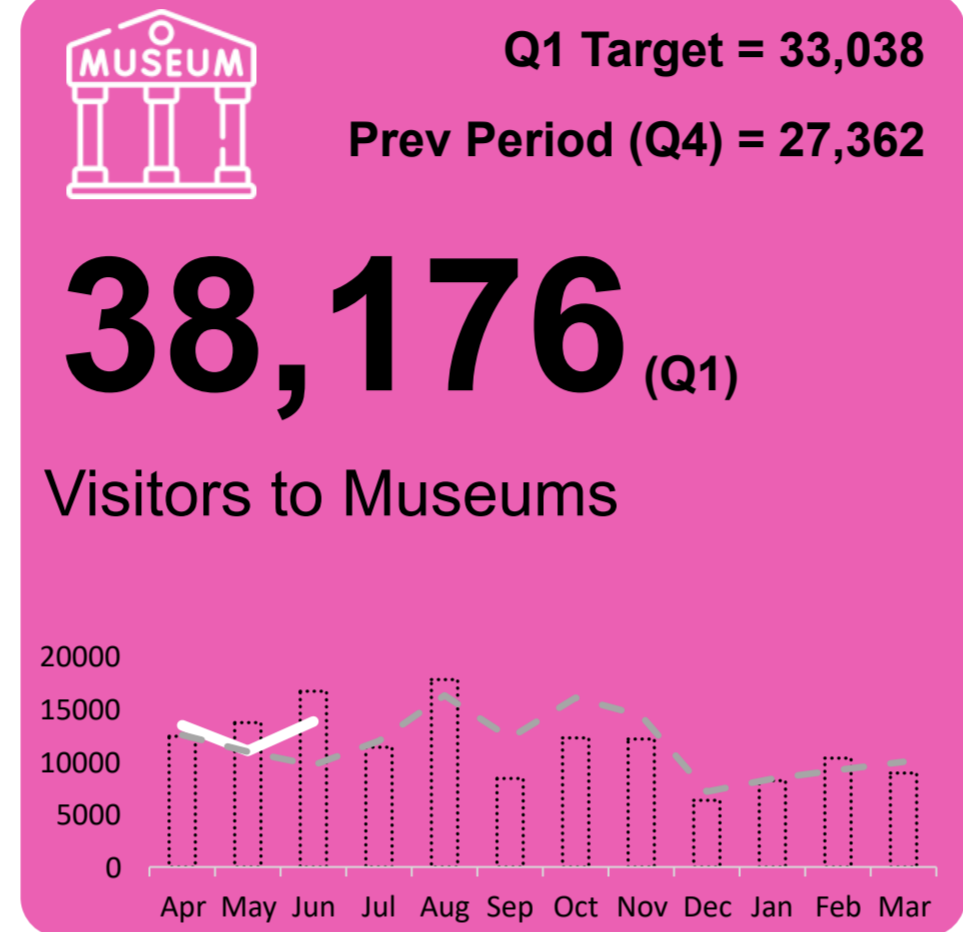 MUSEUM
Q1 Target = 33,038
Prev Period (Q4) = 27,362
38,176 (Q1)
Visitors to Museums
20000
15000
10000
5000
0
Apr May Jun Jul Aug Sep Oct Nov Dec Jan Feb Mar